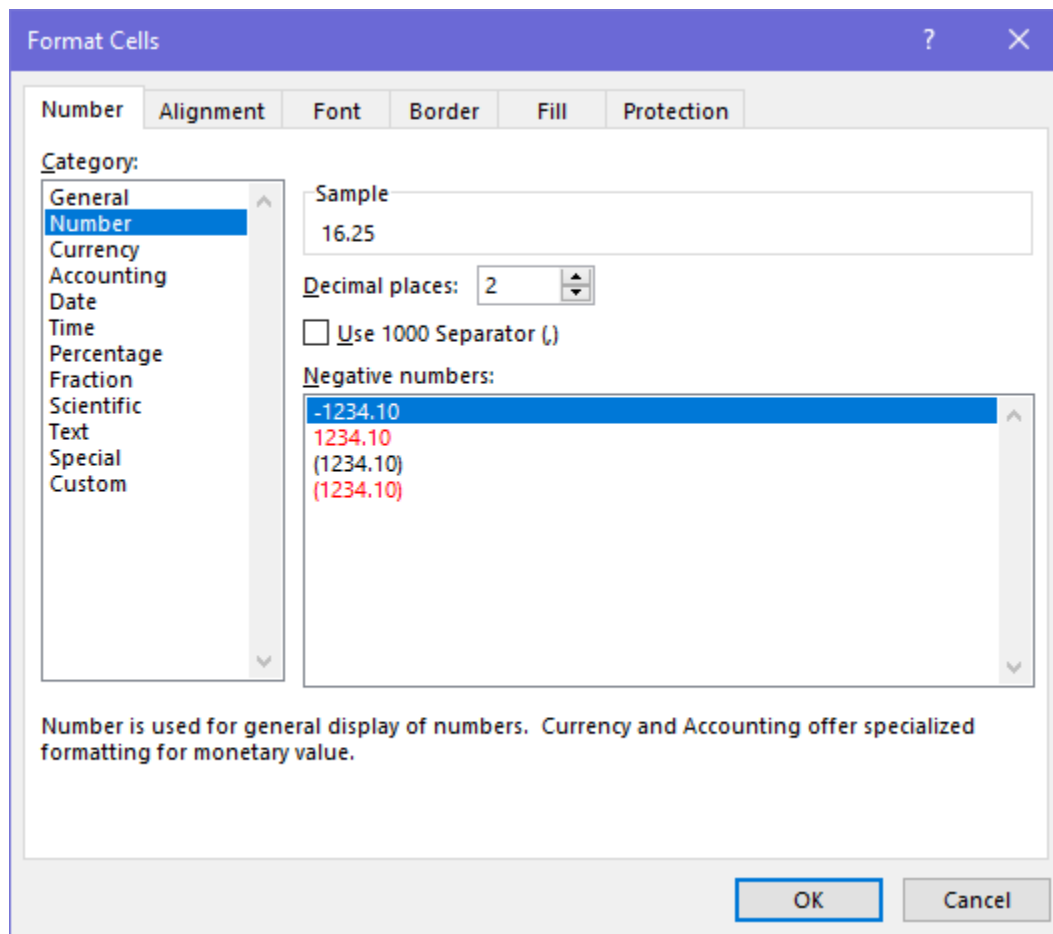 Format Cells
Number Alignment Font Border Fill Protection
Category:
General
Number
Currency
Accounting
Date
Time
Percentage
Fraction
Scientific
Text
Special
Custom
Sample
16.25
Decimal places: 2
Use 1000 Separator (,)
Negative numbers:
-1234.10
1234.10
(1234.10)
(1234.10)
Number is used for general display of numbers.  Currency and Accounting offer specialized
formatting for monetary value.
OK Cancel